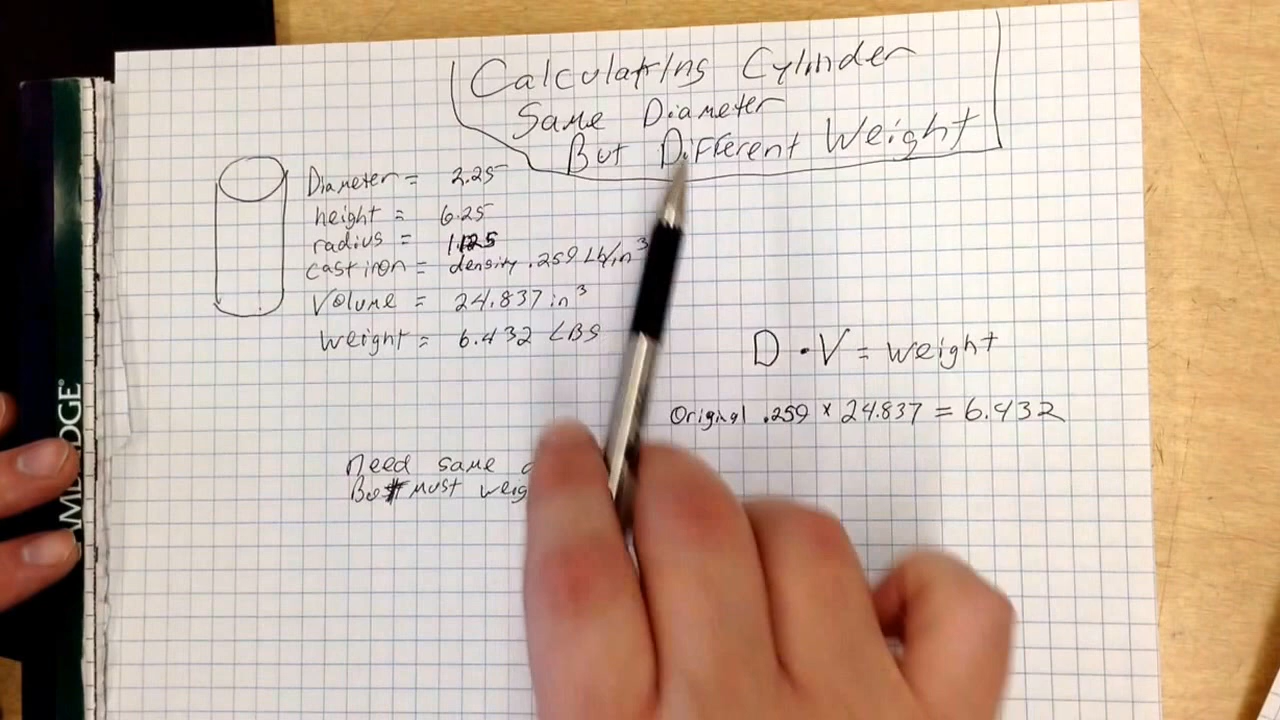 Calculating Cylinder
Same Diameter
But Different Weight
Diameter = 2.25
height = 6.25
radius = 1.125
cast iron = density .259 Lb/in³
Volume = 24.837 in³
weight = 6.432 LBS
D · V = weight
Original .259 × 24.837 = 6.432
Need same
But must weig